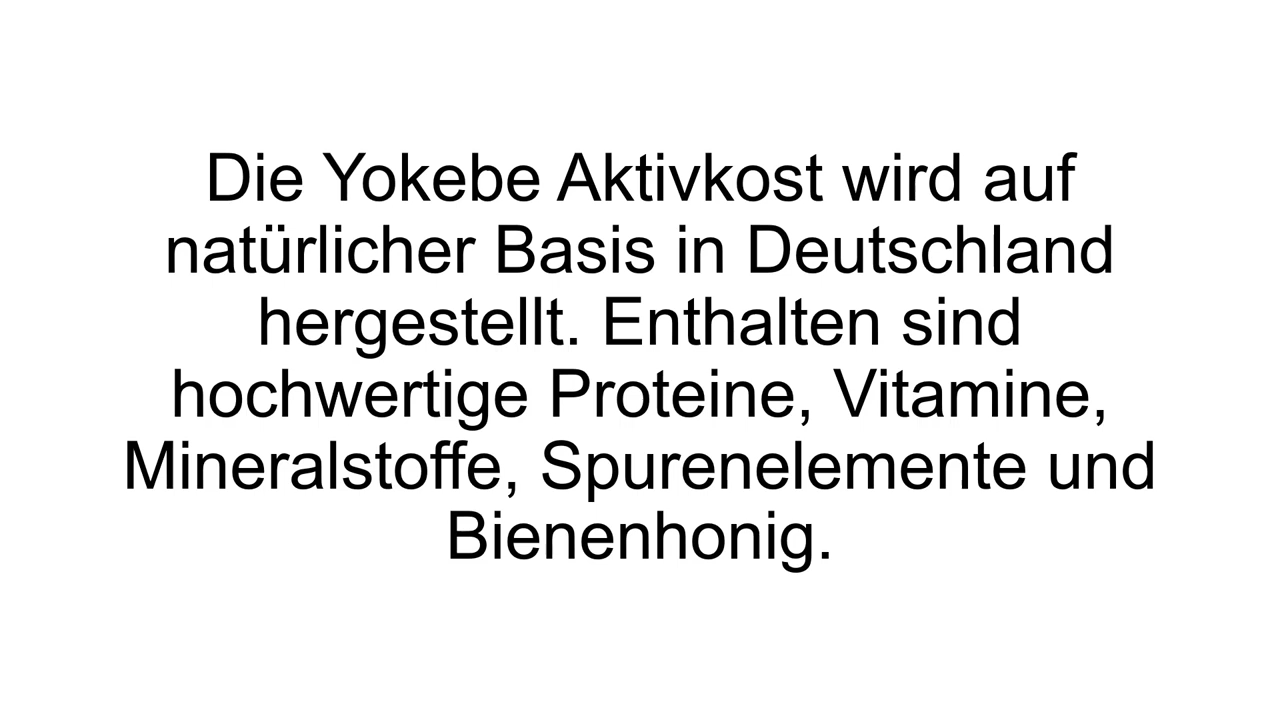 Die Yokebe Aktivkost wird auf
natürlicher Basis in Deutschland
hergestellt. Enthalten sind
hochwertige Proteine, Vitamine,
Mineralstoffe, Spurenelemente und
Bienenhonig.